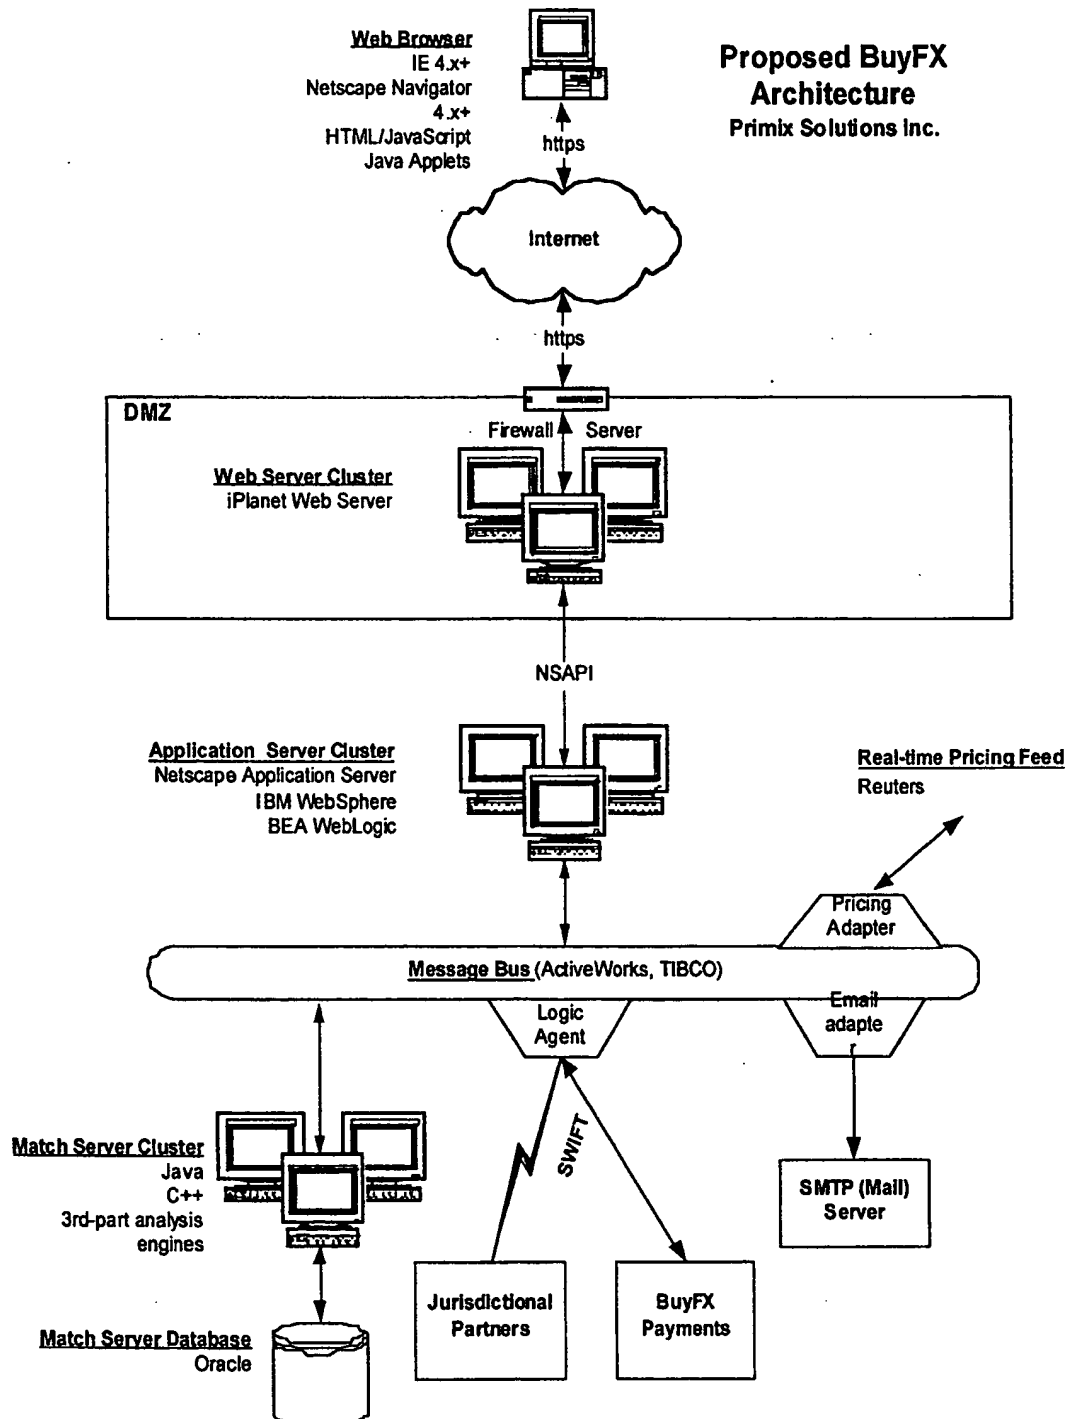 Web Browser
IE 4.x+
Netscape Navigator
4.x+
HTML/JavaScript
Java Applets
Proposed BuyFX
Architecture
Primix Solutions Inc.
https
Internet
https
DMZ
Firewall Server
Web Server Cluster
iPlanet Web Server
NSAPI
Application Server Cluster
Netscape Application Server
IBM WebSphere
BEA WebLogic
Real-time Pricing Feed
Reuters
Pricing
Adapter
Message Bus (ActiveWorks, TIBCO)
Logic
Agent
Email
adapte
Match Server Cluster
Java
C++
3rd-part analysis
engines
SWIFT
SMTP (Mail)
Server
Jurisdictional
Partners
BuyFX
Payments
Match Server Database
Oracle